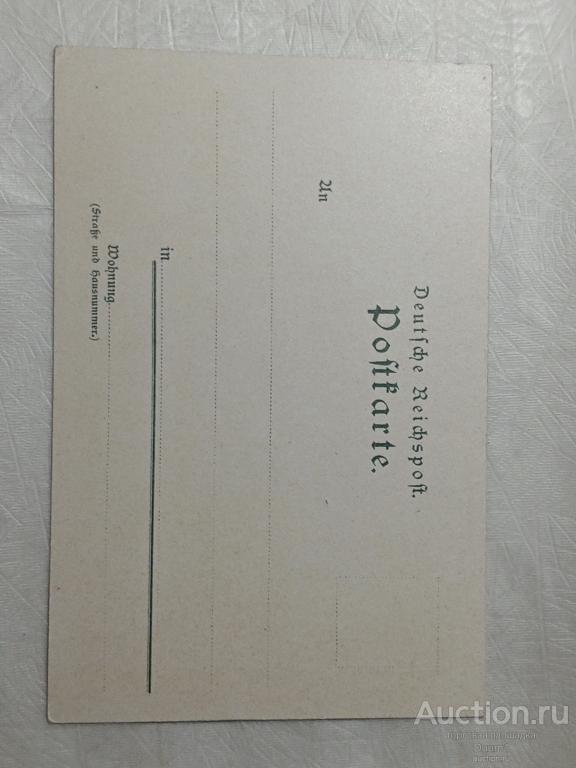 Deutsche Reichspost.
Postkarte.
An
in
Wohnung
(Straße und Hausnummer.)
Auction.ru